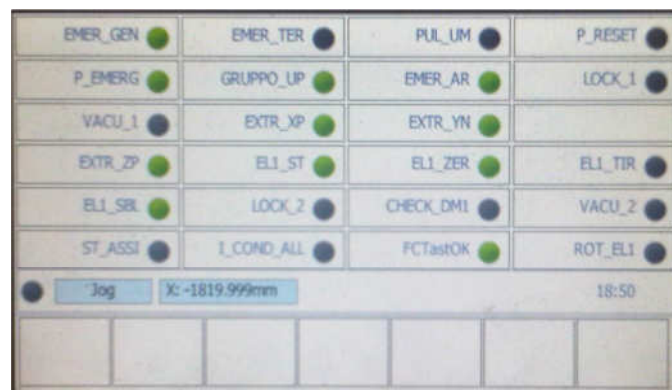 EMER_GEN EMER_TER PUL_UM P_RESET
P_EMERG GRUPPO_UP EMER_AR LOCK_1
VACU_1 EXTR_XP EXTR_YN
EXTR_ZP EL1_ST EL1_ZER EL1_TIR
EL1_SBL LOCK_2 CHECK_DM1 VACU_2
ST_ASSI I_COND_ALL FCTastOK ROT_EL1
Jog X: -1819.999mm 18:50